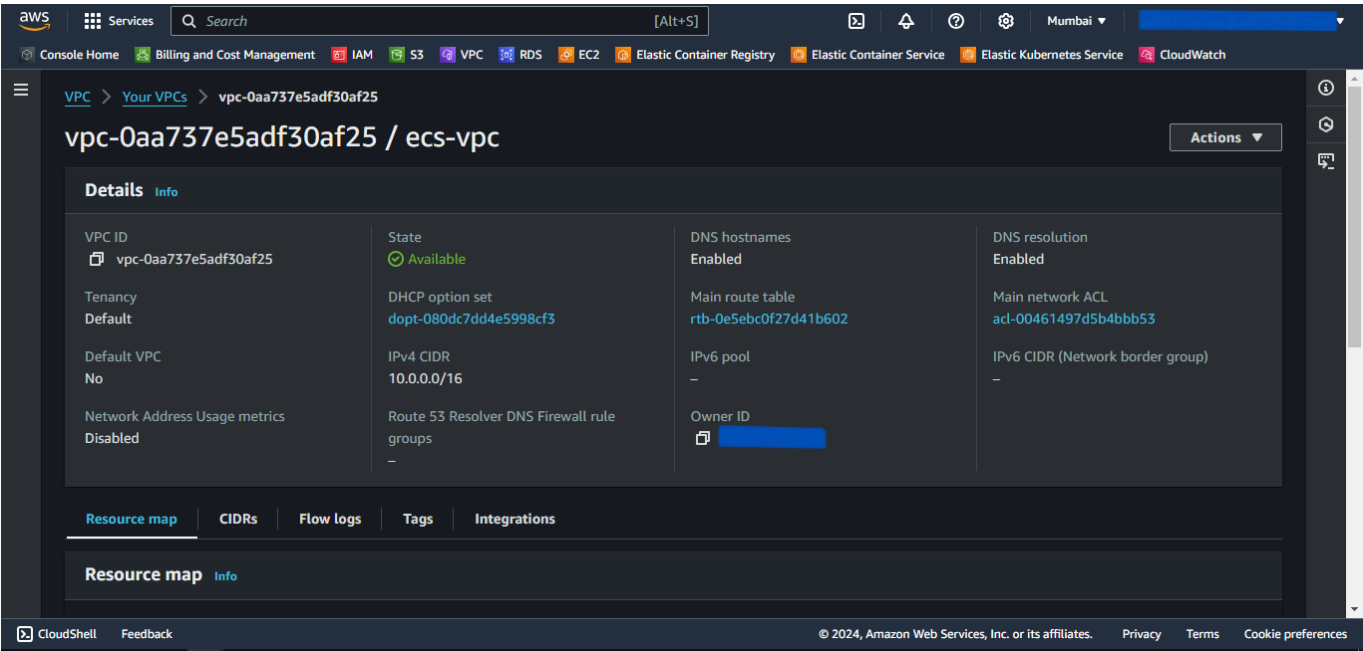 aws Services Search [Alt+S] Mumbai
Console Home Billing and Cost Management IAM S3 VPC RDS EC2 Elastic Container Registry Elastic Container Service Elastic Kubernetes Service CloudWatch
VPC > Your VPCs > vpc-0aa737e5adf30af25
vpc-0aa737e5adf30af25 / ecs-vpc
Actions
Details Info
VPC ID State DNS hostnames DNS resolution
vpc-0aa737e5adf30af25 Available Enabled Enabled
Tenancy DHCP option set Main route table Main network ACL
Default dopt-080dc7dd4e5998cf3 rtb-0e5ebc0f27d41b602 acl-00461497d5b4bbb53
Default VPC IPv4 CIDR IPv6 pool IPv6 CIDR (Network border group)
No 10.0.0.0/16 – –
Network Address Usage metrics Route 53 Resolver DNS Firewall rule Owner ID
Disabled groups
–
Resource map CIDRs Flow logs Tags Integrations
Resource map Info
CloudShell Feedback © 2024, Amazon Web Services, Inc. or its affiliates. Privacy Terms Cookie preferences